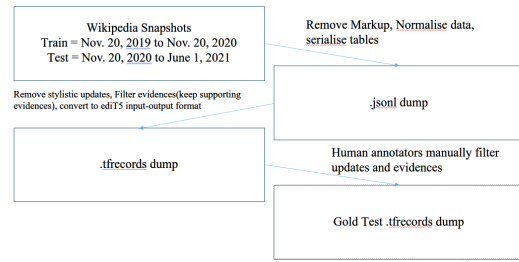 Wikipedia Snapshots
Train = Nov. 20, 2019 to Nov. 20, 2020
Test = Nov. 20, 2020 to June 1, 2021
Remove Markup, Normalise data,
serialise tables
.jsonl dump
Remove stylistic updates, Filter evidences(keep supporting
evidences), convert to ediT5 input-output format
.tfrecords dump
Human annotators manually filter
updates and evidences
Gold Test .tfrecords dump